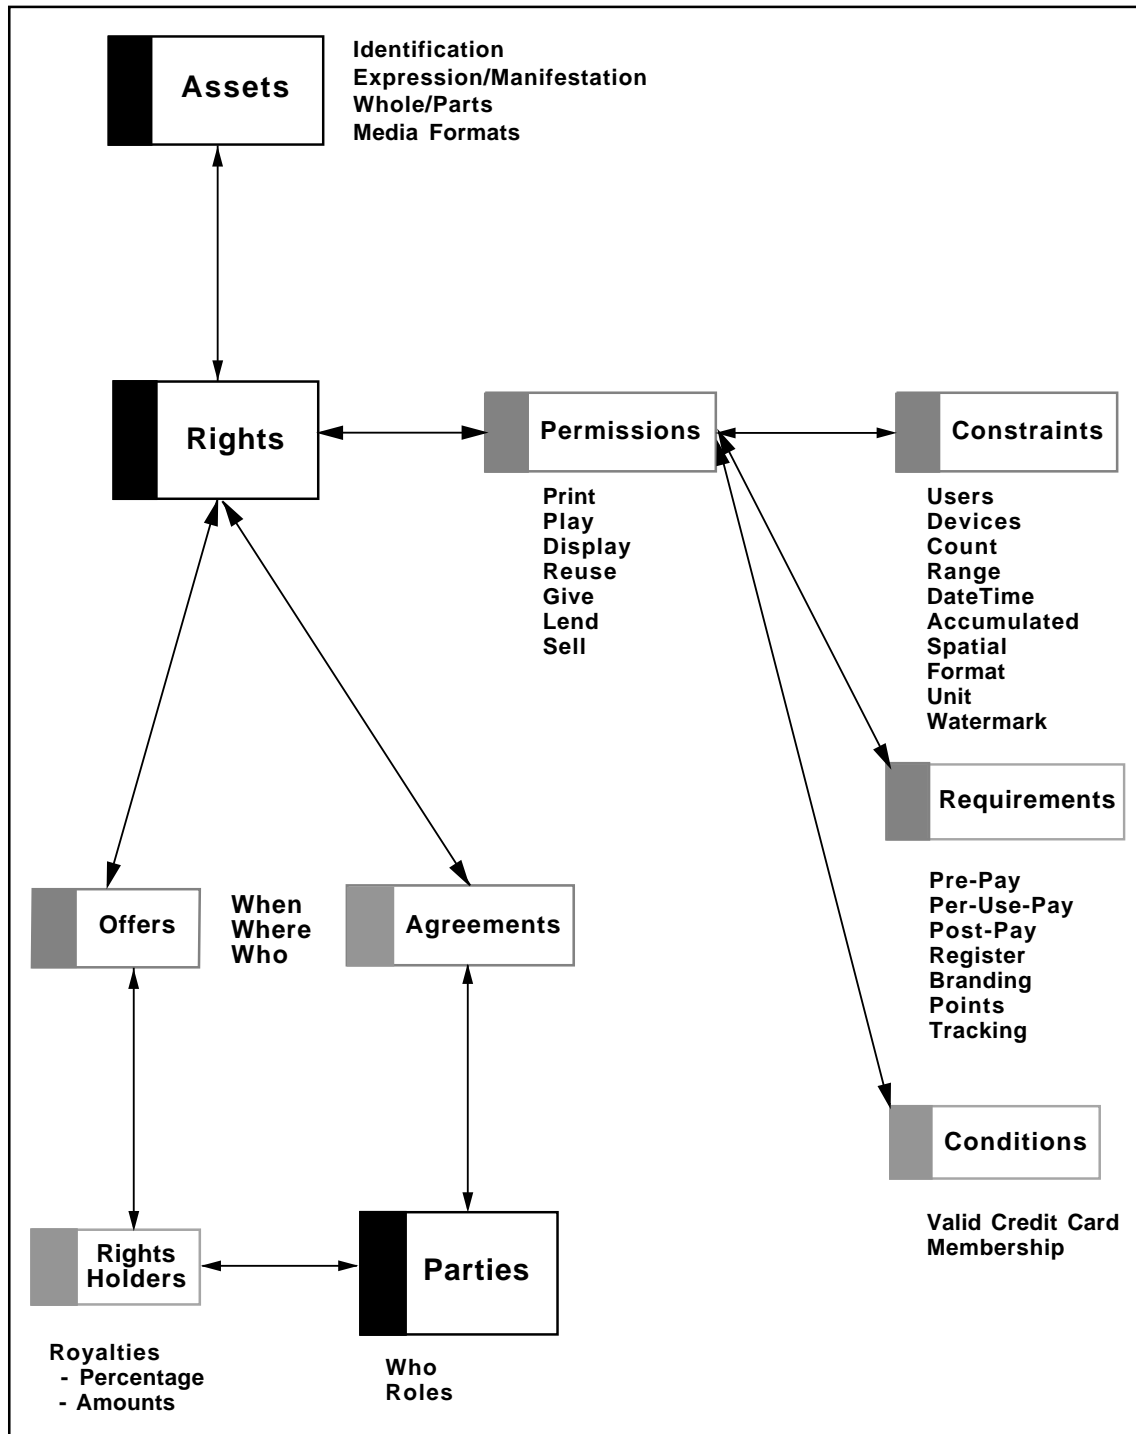 Assets
Identification
Expression/Manifestation
Whole/Parts
Media Formats
Rights
Permissions
Print
Play
Display
Reuse
Give
Lend
Sell
Constraints
Users
Devices
Count
Range
DateTime
Accumulated
Spatial
Format
Unit
Watermark
Requirements
Pre-Pay
Per-Use-Pay
Post-Pay
Register
Branding
Points
Tracking
Conditions
Valid Credit Card
Membership
Offers
When
Where
Who
Agreements
Rights
Holders
Royalties
- Percentage
- Amounts
Parties
Who
Roles